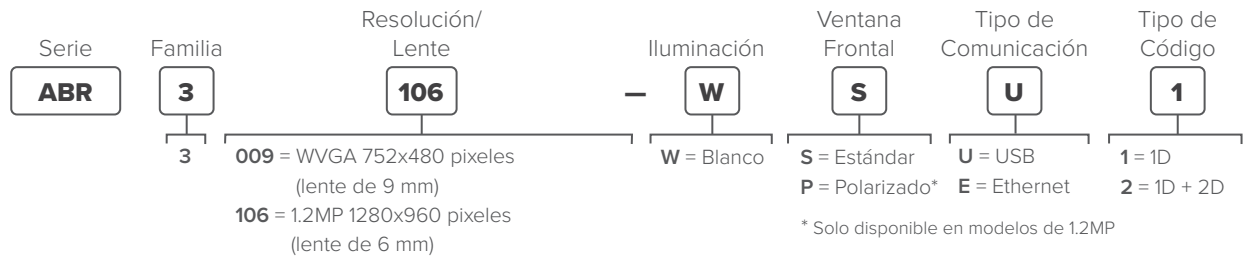 Serie
Familia
Resolución/
Lente
Iluminación
Ventana
Frontal
Tipo de
Comunicación
Tipo de
Código
ABR 3 106 – W S U 1
3
009 = WVGA 752x480 pixeles
(lente de 9 mm)
106 = 1.2MP 1280x960 pixeles
(lente de 6 mm)
W = Blanco
S = Estándar
P = Polarizado*
U = USB
E = Ethernet
1 = 1D
2 = 1D + 2D
* Solo disponible en modelos de 1.2MP